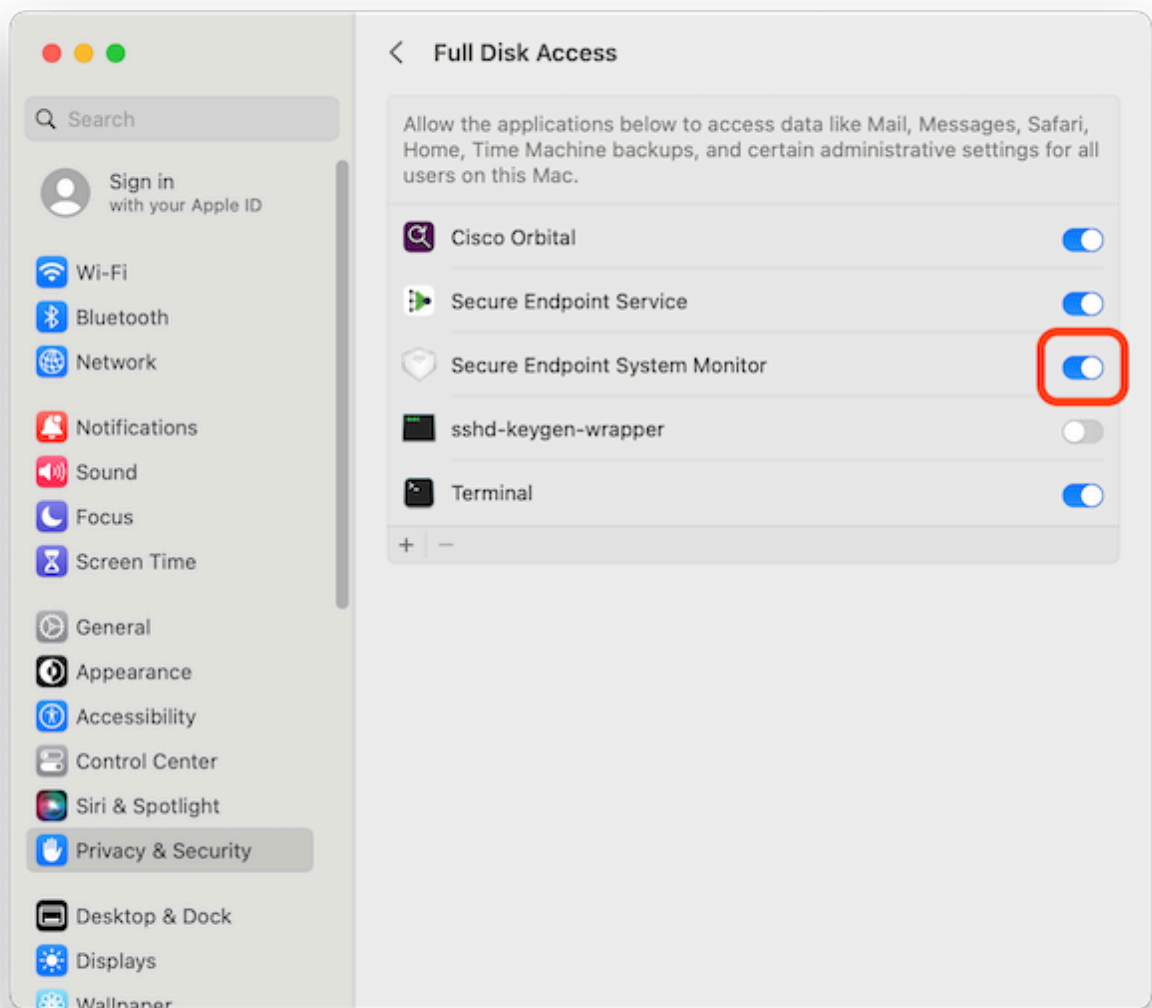 Search
Sign in
with your Apple ID
Wi-Fi
Bluetooth
Network
Notifications
Sound
Focus
Screen Time
General
Appearance
Accessibility
Control Center
Siri & Spotlight
Privacy & Security
Desktop & Dock
Displays
Wallpaper
Full Disk Access
Allow the applications below to access data like Mail, Messages, Safari,
Home, Time Machine backups, and certain administrative settings for all
users on this Mac.
Cisco Orbital
Secure Endpoint Service
Secure Endpoint System Monitor
sshd-keygen-wrapper
Terminal